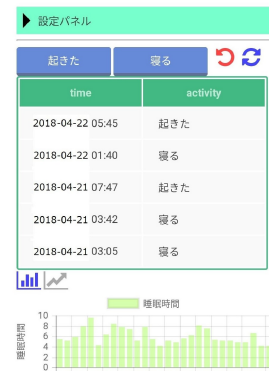 設定パネル
起きた 寝る
time activity
2018-04-22 05:45 起きた
2018-04-22 01:40 寝る
2018-04-21 07:47 起きた
2018-04-21 03:42 寝る
2018-04-21 03:05 寝る
睡眠時間
睡眠時間
10
8
6
4
2
0